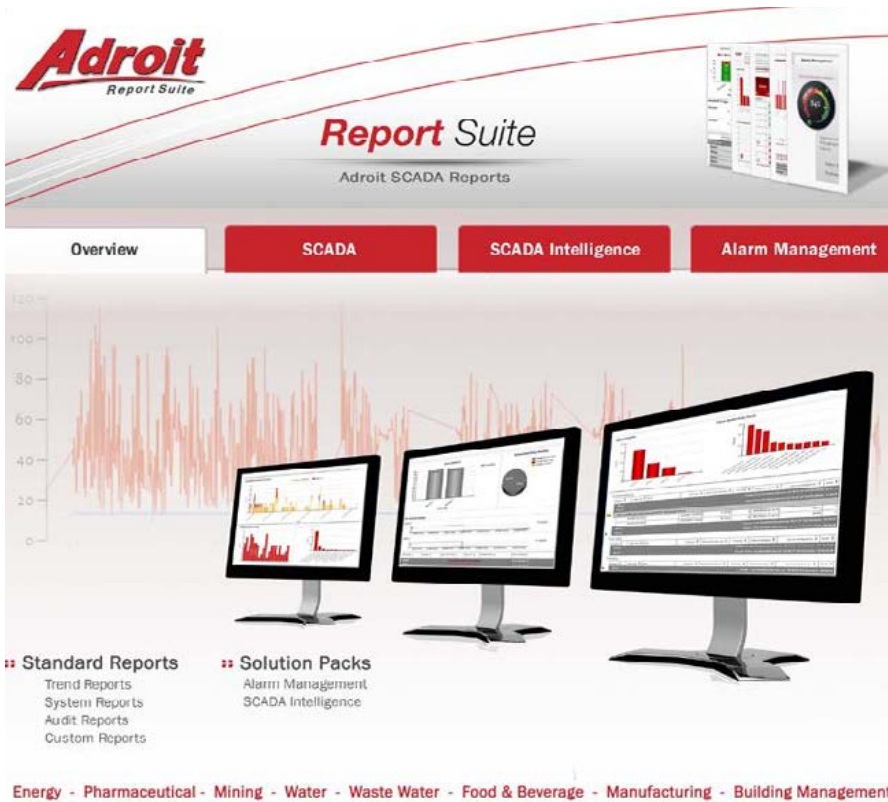 Adroit
Report Suite
Report Suite
Adroit SCADA Reports
Overview
SCADA
SCADA Intelligence
Alarm Management
120
100
80
60
40
20
0
Standard Reports
Trend Reports
System Reports
Audit Reports
Custom Reports
Solution Packs
Alarm Management
SCADA Intelligence
Energy - Pharmaceutical - Mining - Water - Waste Water - Food & Beverage - Manufacturing - Building Management